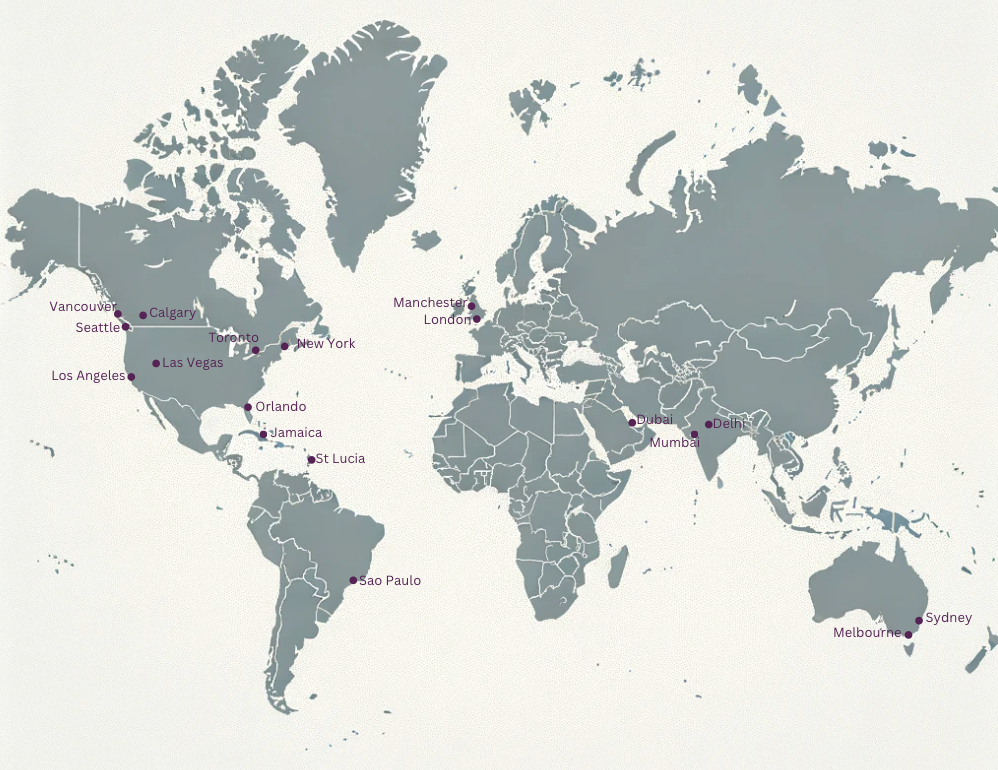 Manchester
Vancouver
Calgary
London
Seattle
Toronto
New York
Las Vegas
Los Angeles
Orlando
Dubai
Delhi
Jamaica
Mumbai
St Lucia
Sao Paulo
Sydney
Melbourne